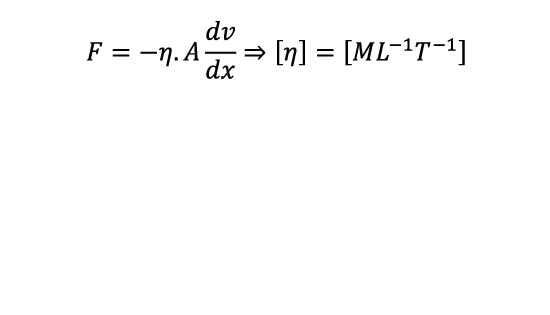 F = −η. A dv/dx ⇒ [η] = [ML⁻¹T⁻¹]